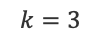 k = 3